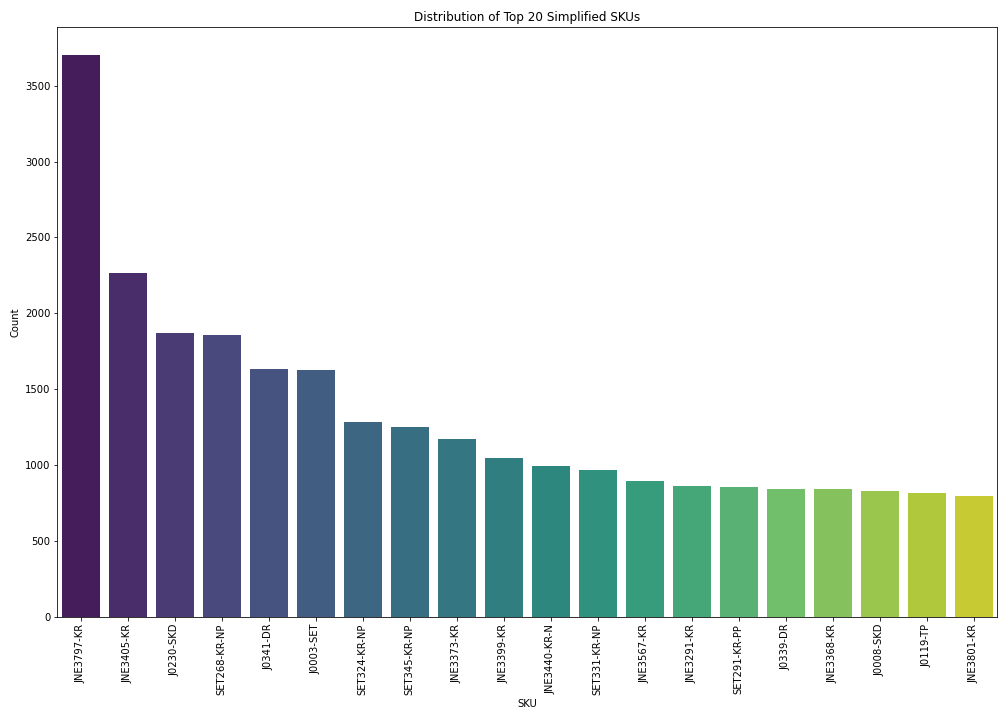 Distribution of Top 20 Simplified SKUs
Count
3500
3000
2500
2000
1500
1000
500
0
JNE3797-KR
JNE3405-KR
J0230-SKD
SET268-KR-NP
J0341-DR
J0003-SET
SET324-KR-NP
SET345-KR-NP
JNE3373-KR
JNE3399-KR
JNE3440-KR-N
SET331-KR-NP
JNE3567-KR
JNE3291-KR
SET291-KR-PP
J0339-DR
JNE3368-KR
J0008-SKD
J0119-TP
JNE3801-KR
SKU